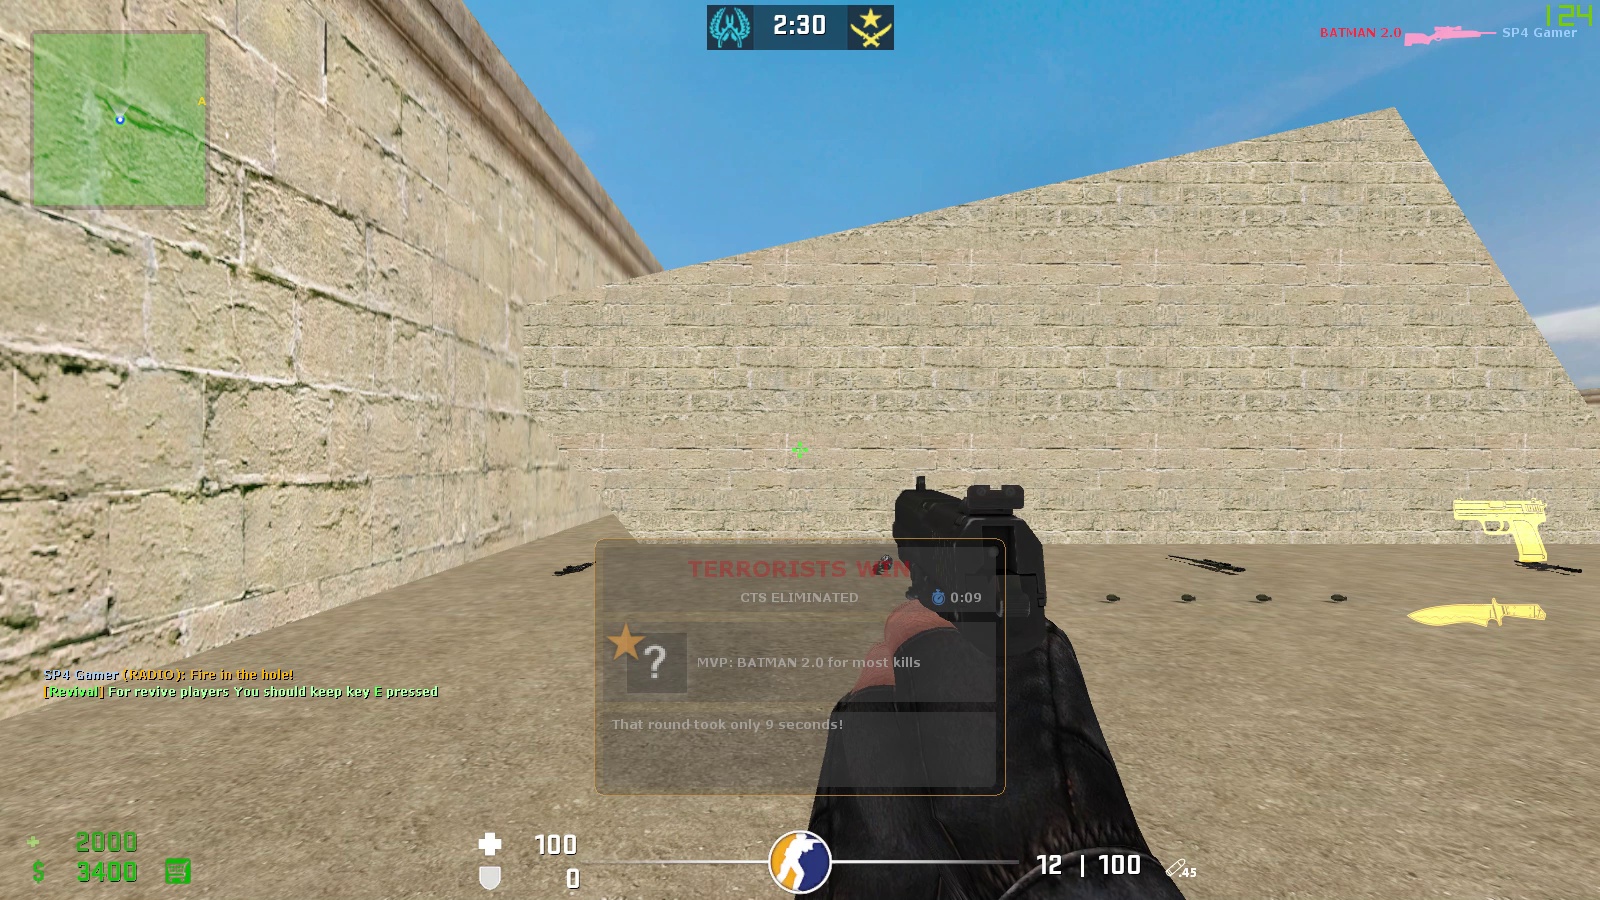 124
2:30
BATMAN 2.0 SP4 Gamer
A
TERRORISTS WIN
CTS ELIMINATED 0:09
?
MVP: BATMAN 2.0 for most kills
That round took only 9 seconds!
SP4 Gamer (RADIO): Fire in the hole!
[Revival] For revive players You should keep key E pressed
+ 2000
$ 3400
100
0
12 | 100 .45